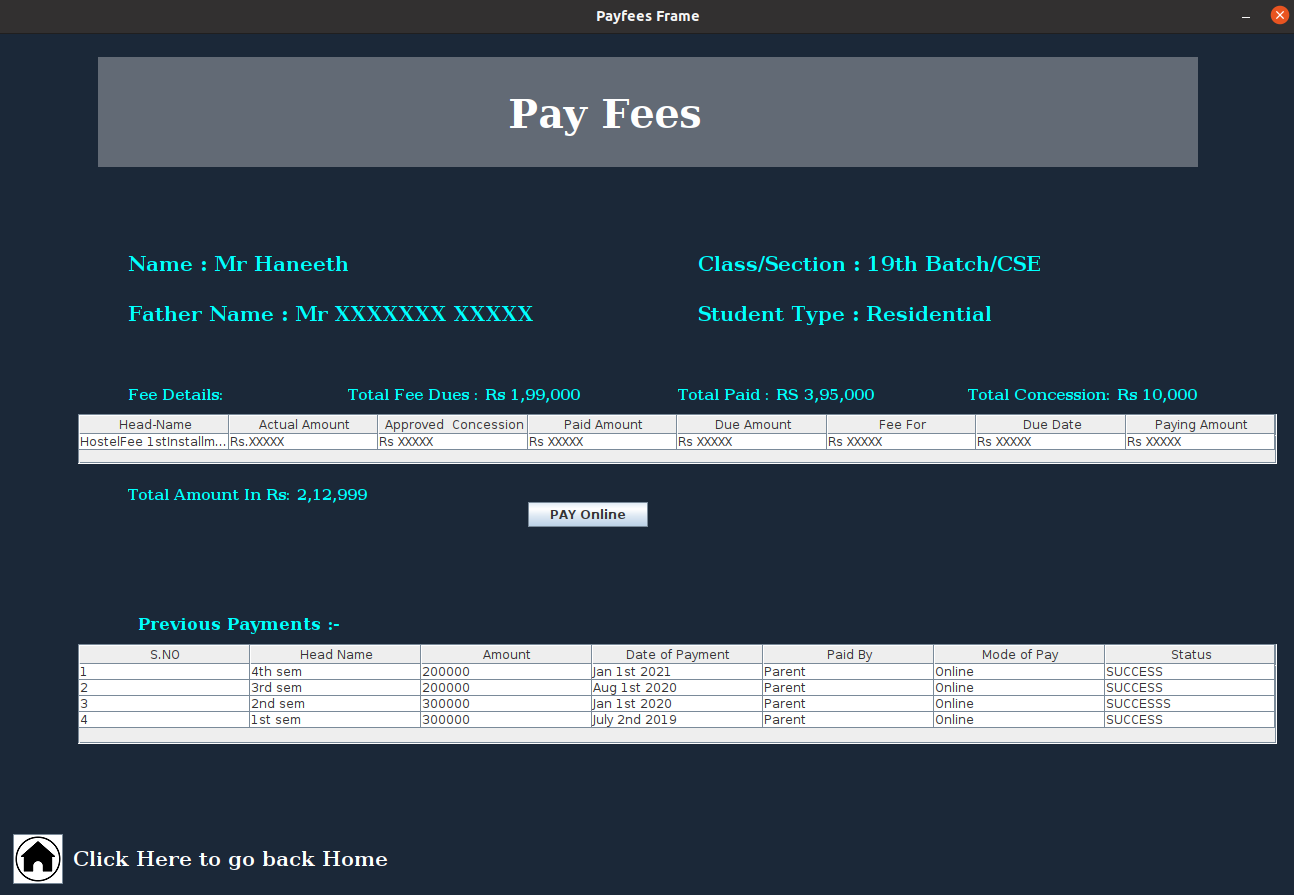 Payfees Frame
Pay Fees
Name : Mr Haneeth Class/Section : 19th Batch/CSE
Father Name : Mr XXXXXXX XXXXX Student Type : Residential
Fee Details: Total Fee Dues : Rs 1,99,000 Total Paid : RS 3,95,000 Total Concession: Rs 10,000
Head-Name Actual Amount Approved Concession Paid Amount Due Amount Fee For Due Date Paying Amount
HostelFee 1stInstallm... Rs.XXXXX Rs XXXXX Rs XXXXX Rs XXXXX Rs XXXXX Rs XXXXX Rs XXXXX
Total Amount In Rs: 2,12,999
PAY Online
Previous Payments :-
S.NO Head Name Amount Date of Payment Paid By Mode of Pay Status
1 4th sem 200000 Jan 1st 2021 Parent Online SUCCESS
2 3rd sem 200000 Aug 1st 2020 Parent Online SUCCESS
3 2nd sem 300000 Jan 1st 2020 Parent Online SUCCESSS
4 1st sem 300000 July 2nd 2019 Parent Online SUCCESS
Click Here to go back Home